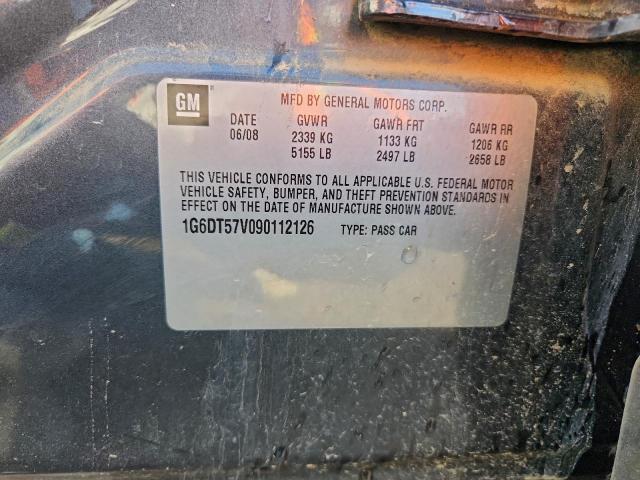 GM
MFD BY GENERAL MOTORS CORP.
DATE GVWR GAWR FRT GAWR RR
06/08 2339 KG 1133 KG 1206 KG
5155 LB 2497 LB 2658 LB
THIS VEHICLE CONFORMS TO ALL APPLICABLE U.S. FEDERAL MOTOR
VEHICLE SAFETY, BUMPER, AND THEFT PREVENTION STANDARDS IN
EFFECT ON THE DATE OF MANUFACTURE SHOWN ABOVE.
1G6DT57V090112126 TYPE: PASS CAR